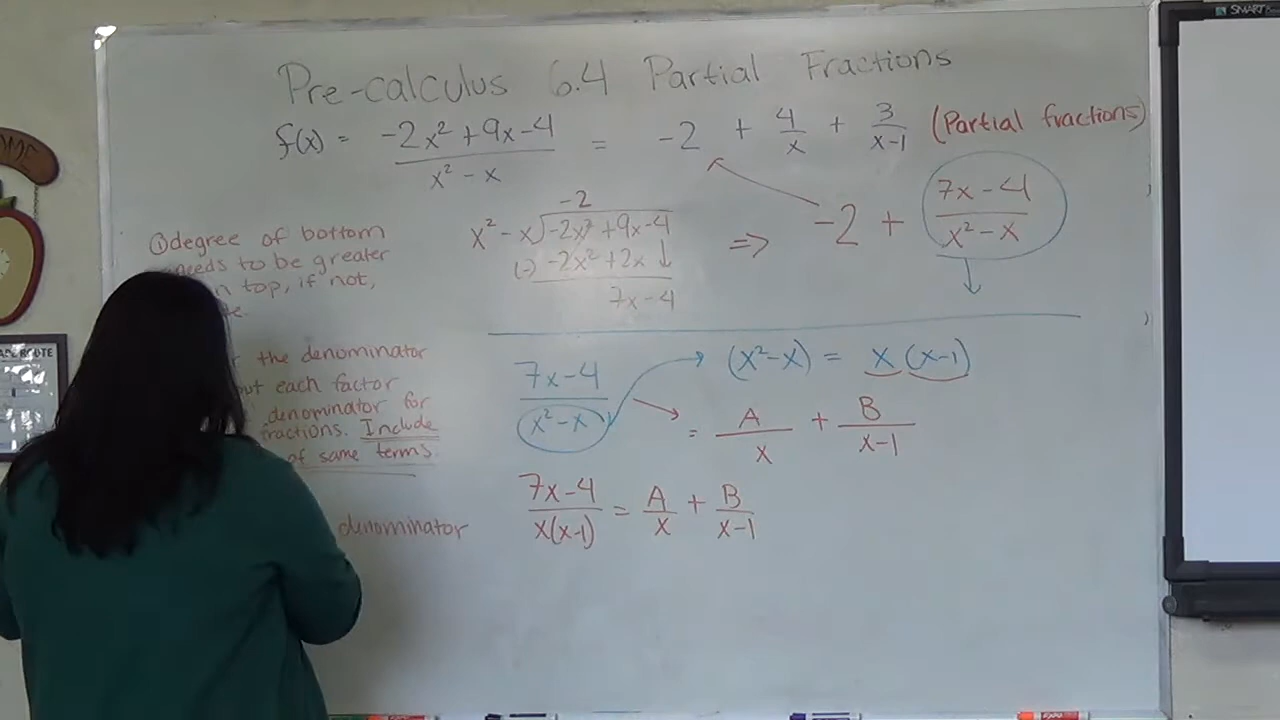 Pre-calculus 6.4 Partial Fractions
f(x) = -2x² + 9x - 4 / x² - x = -2 + 4/x + 3/x-1 (Partial fractions)
-2
x² - x -2x² + 9x - 4
(-) -2x² + 2x ↓
7x - 4
⇒ -2 + 7x - 4 / x² - x
① degree of bottom
needs to be greater
top, if not,
the denominator
each factor
denominator for
fractions. Include
of same terms.
denominator
7x - 4 / x² - x
(x² - x) = x(x-1)
= A/x + B/x-1
7x - 4 / x(x-1) = A/x + B/x-1
SMART